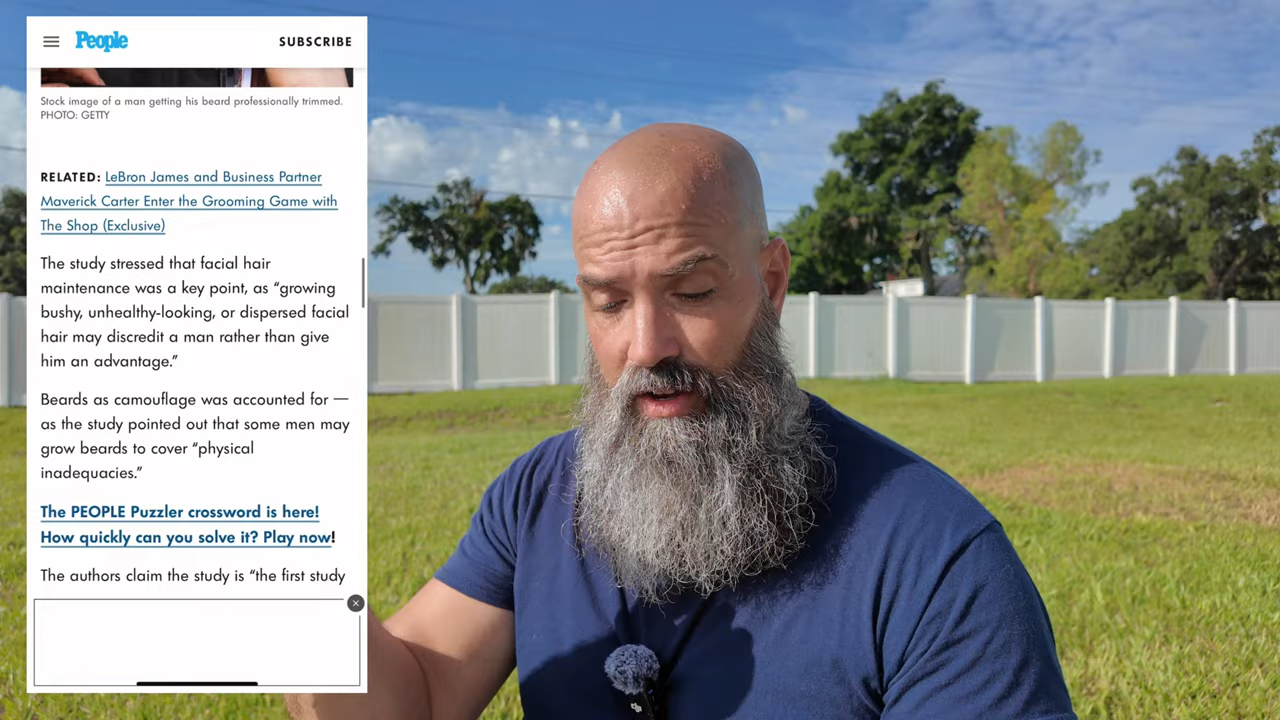 People
SUBSCRIBE
Stock image of a man getting his beard professionally trimmed.
PHOTO: GETTY
RELATED: LeBron James and Business Partner
Maverick Carter Enter the Grooming Game with
The Shop (Exclusive)
The study stressed that facial hair
maintenance was a key point, as “growing
bushy, unhealthy-looking, or dispersed facial
hair may discredit a man rather than give
him an advantage.”
Beards as camouflage was accounted for —
as the study pointed out that some men may
grow beards to cover “physical
inadequacies.”
The PEOPLE Puzzler crossword is here!
How quickly can you solve it? Play now!
The authors claim the study is “the first study